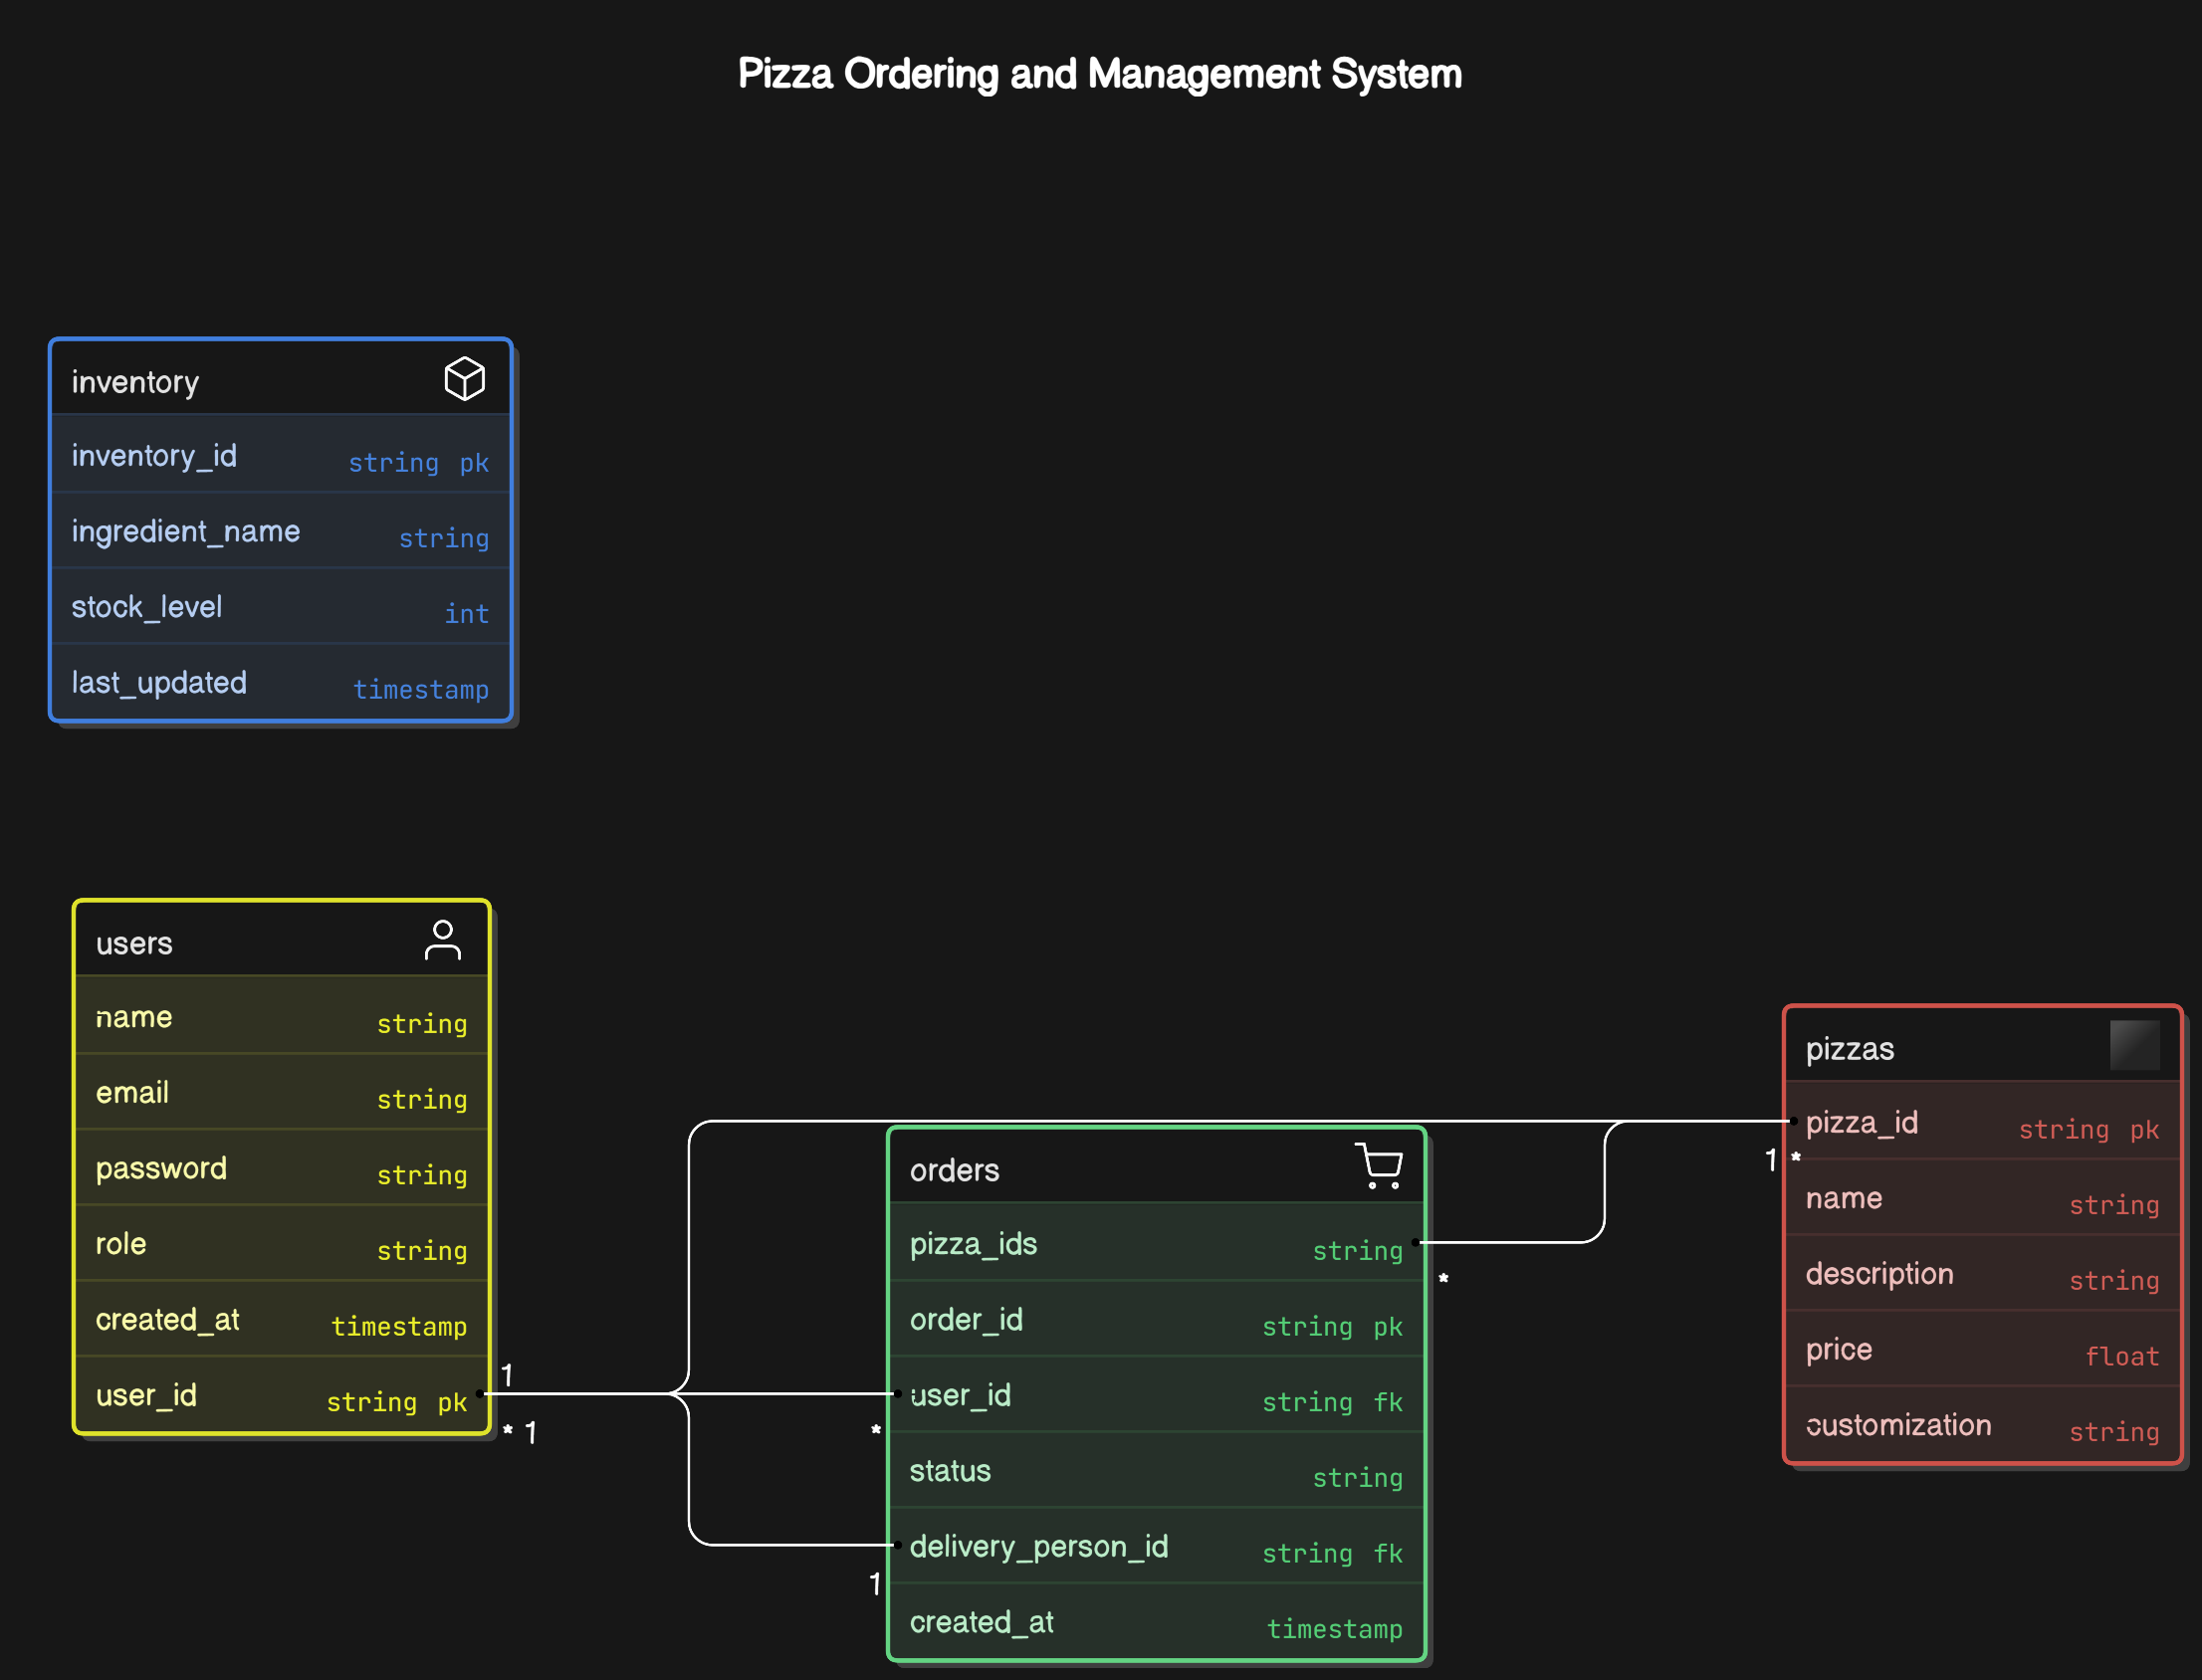 Pizza Ordering and Management System
inventory
inventory_id string pk
ingredient_name string
stock_level int
last_updated timestamp
users
name string
email string
password string
role string
created_at timestamp
user_id string pk
1
* 1
orders
pizza_ids string
order_id string pk
user_id string fk
status string
delivery_person_id string fk
created_at timestamp
*
1
*
pizzas
pizza_id string pk
name string
description string
price float
customization string
1 *